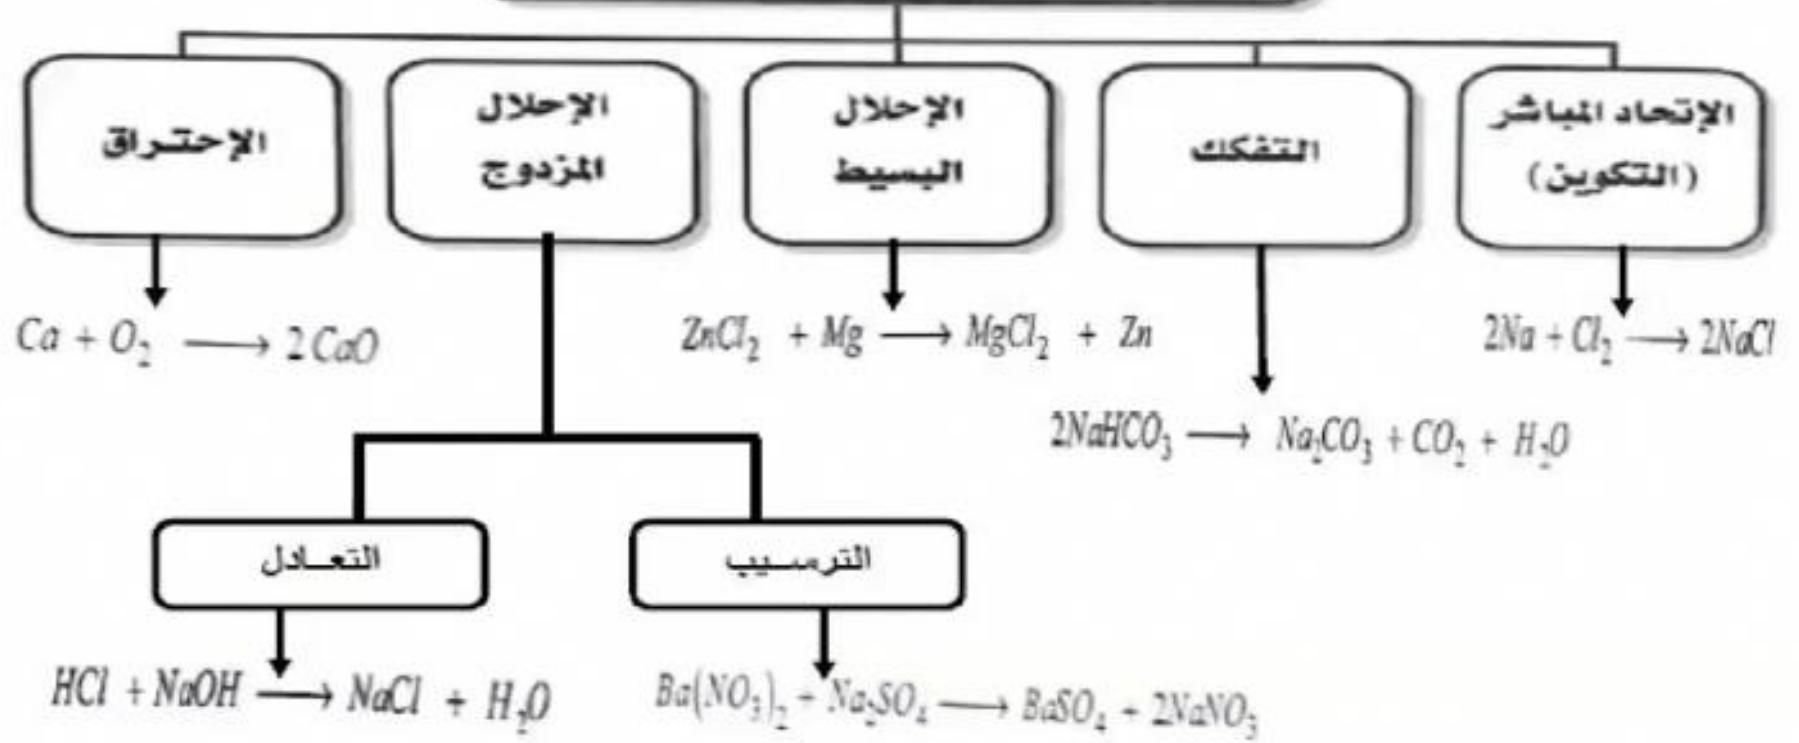 الإتحاد المباشر
(التكوين)
التفكك
الإحلال
البسيط
الإحلال
المزدوج
الإحتراق
2Na + Cl₂ ⟶ 2NaCl
ZnCl₂ + Mg ⟶ MgCl₂ + Zn
Ca + O₂ ⟶ 2CaO
2NaHCO₃ ⟶ Na₂CO₃ + CO₂ + H₂O
الترسيب
التعادل
Ba(NO₃)₂ + Na₂SO₄ ⟶ BaSO₄ + 2NaNO₃
HCl + NaOH ⟶ NaCl + H₂O